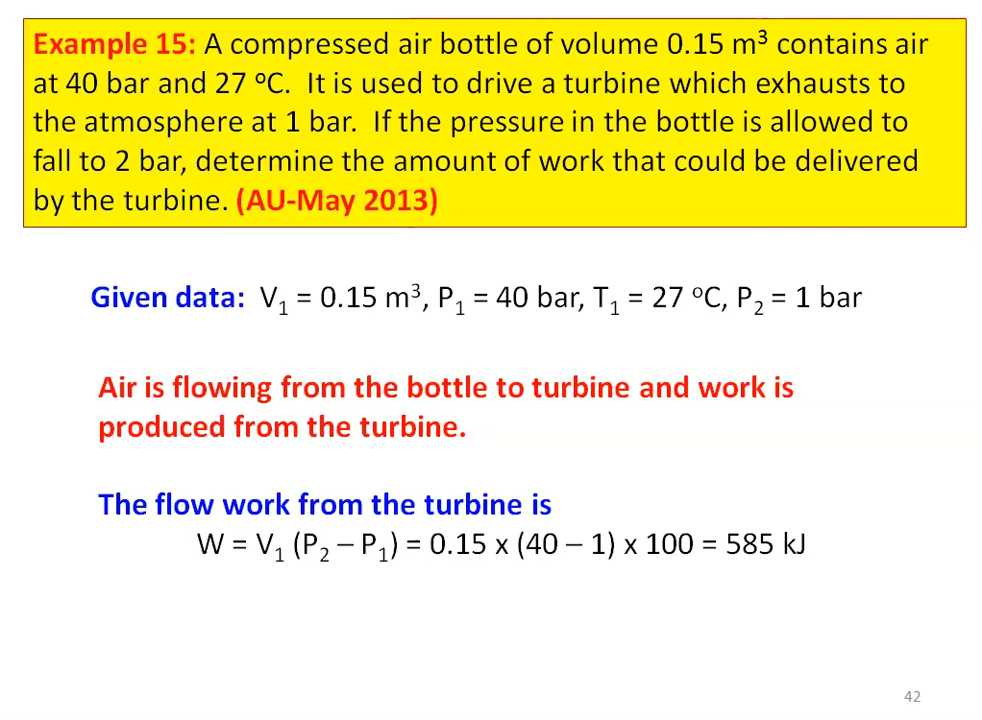 Example 15: A compressed air bottle of volume 0.15 m³ contains air
at 40 bar and 27 ᵒC. It is used to drive a turbine which exhausts to
the atmosphere at 1 bar. If the pressure in the bottle is allowed to
fall to 2 bar, determine the amount of work that could be delivered
by the turbine. (AU-May 2013)
Given data: V₁ = 0.15 m³, P₁ = 40 bar, T₁ = 27 ᵒC, P₂ = 1 bar
Air is flowing from the bottle to turbine and work is
produced from the turbine.
The flow work from the turbine is
W = V₁ (P₂ – P₁) = 0.15 x (40 – 1) x 100 = 585 kJ
42